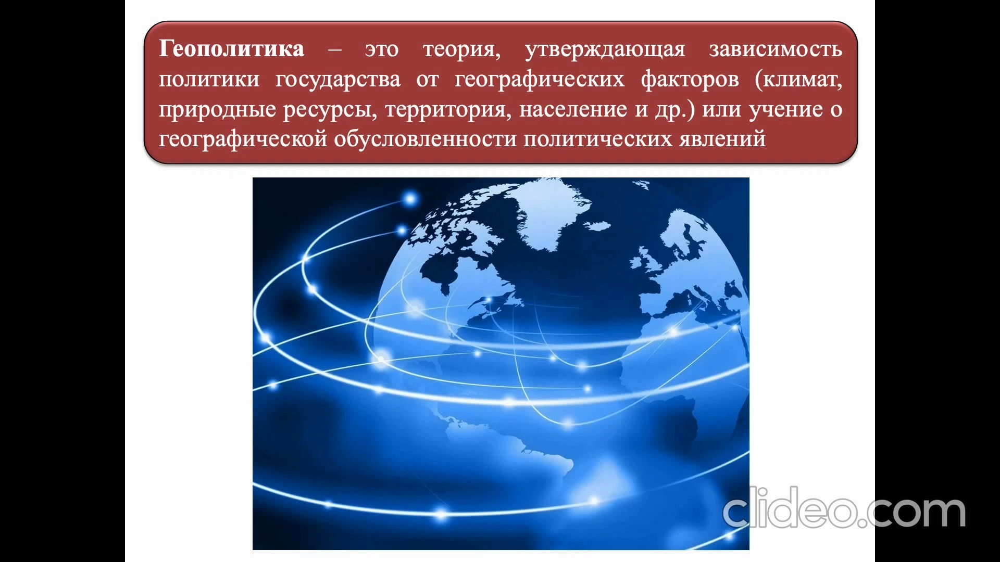 Геополитика – это теория, утверждающая зависимость
политики государства от географических факторов (климат,
природные ресурсы, территория, население и др.) или учение о
географической обусловленности политических явлений
clideo.com